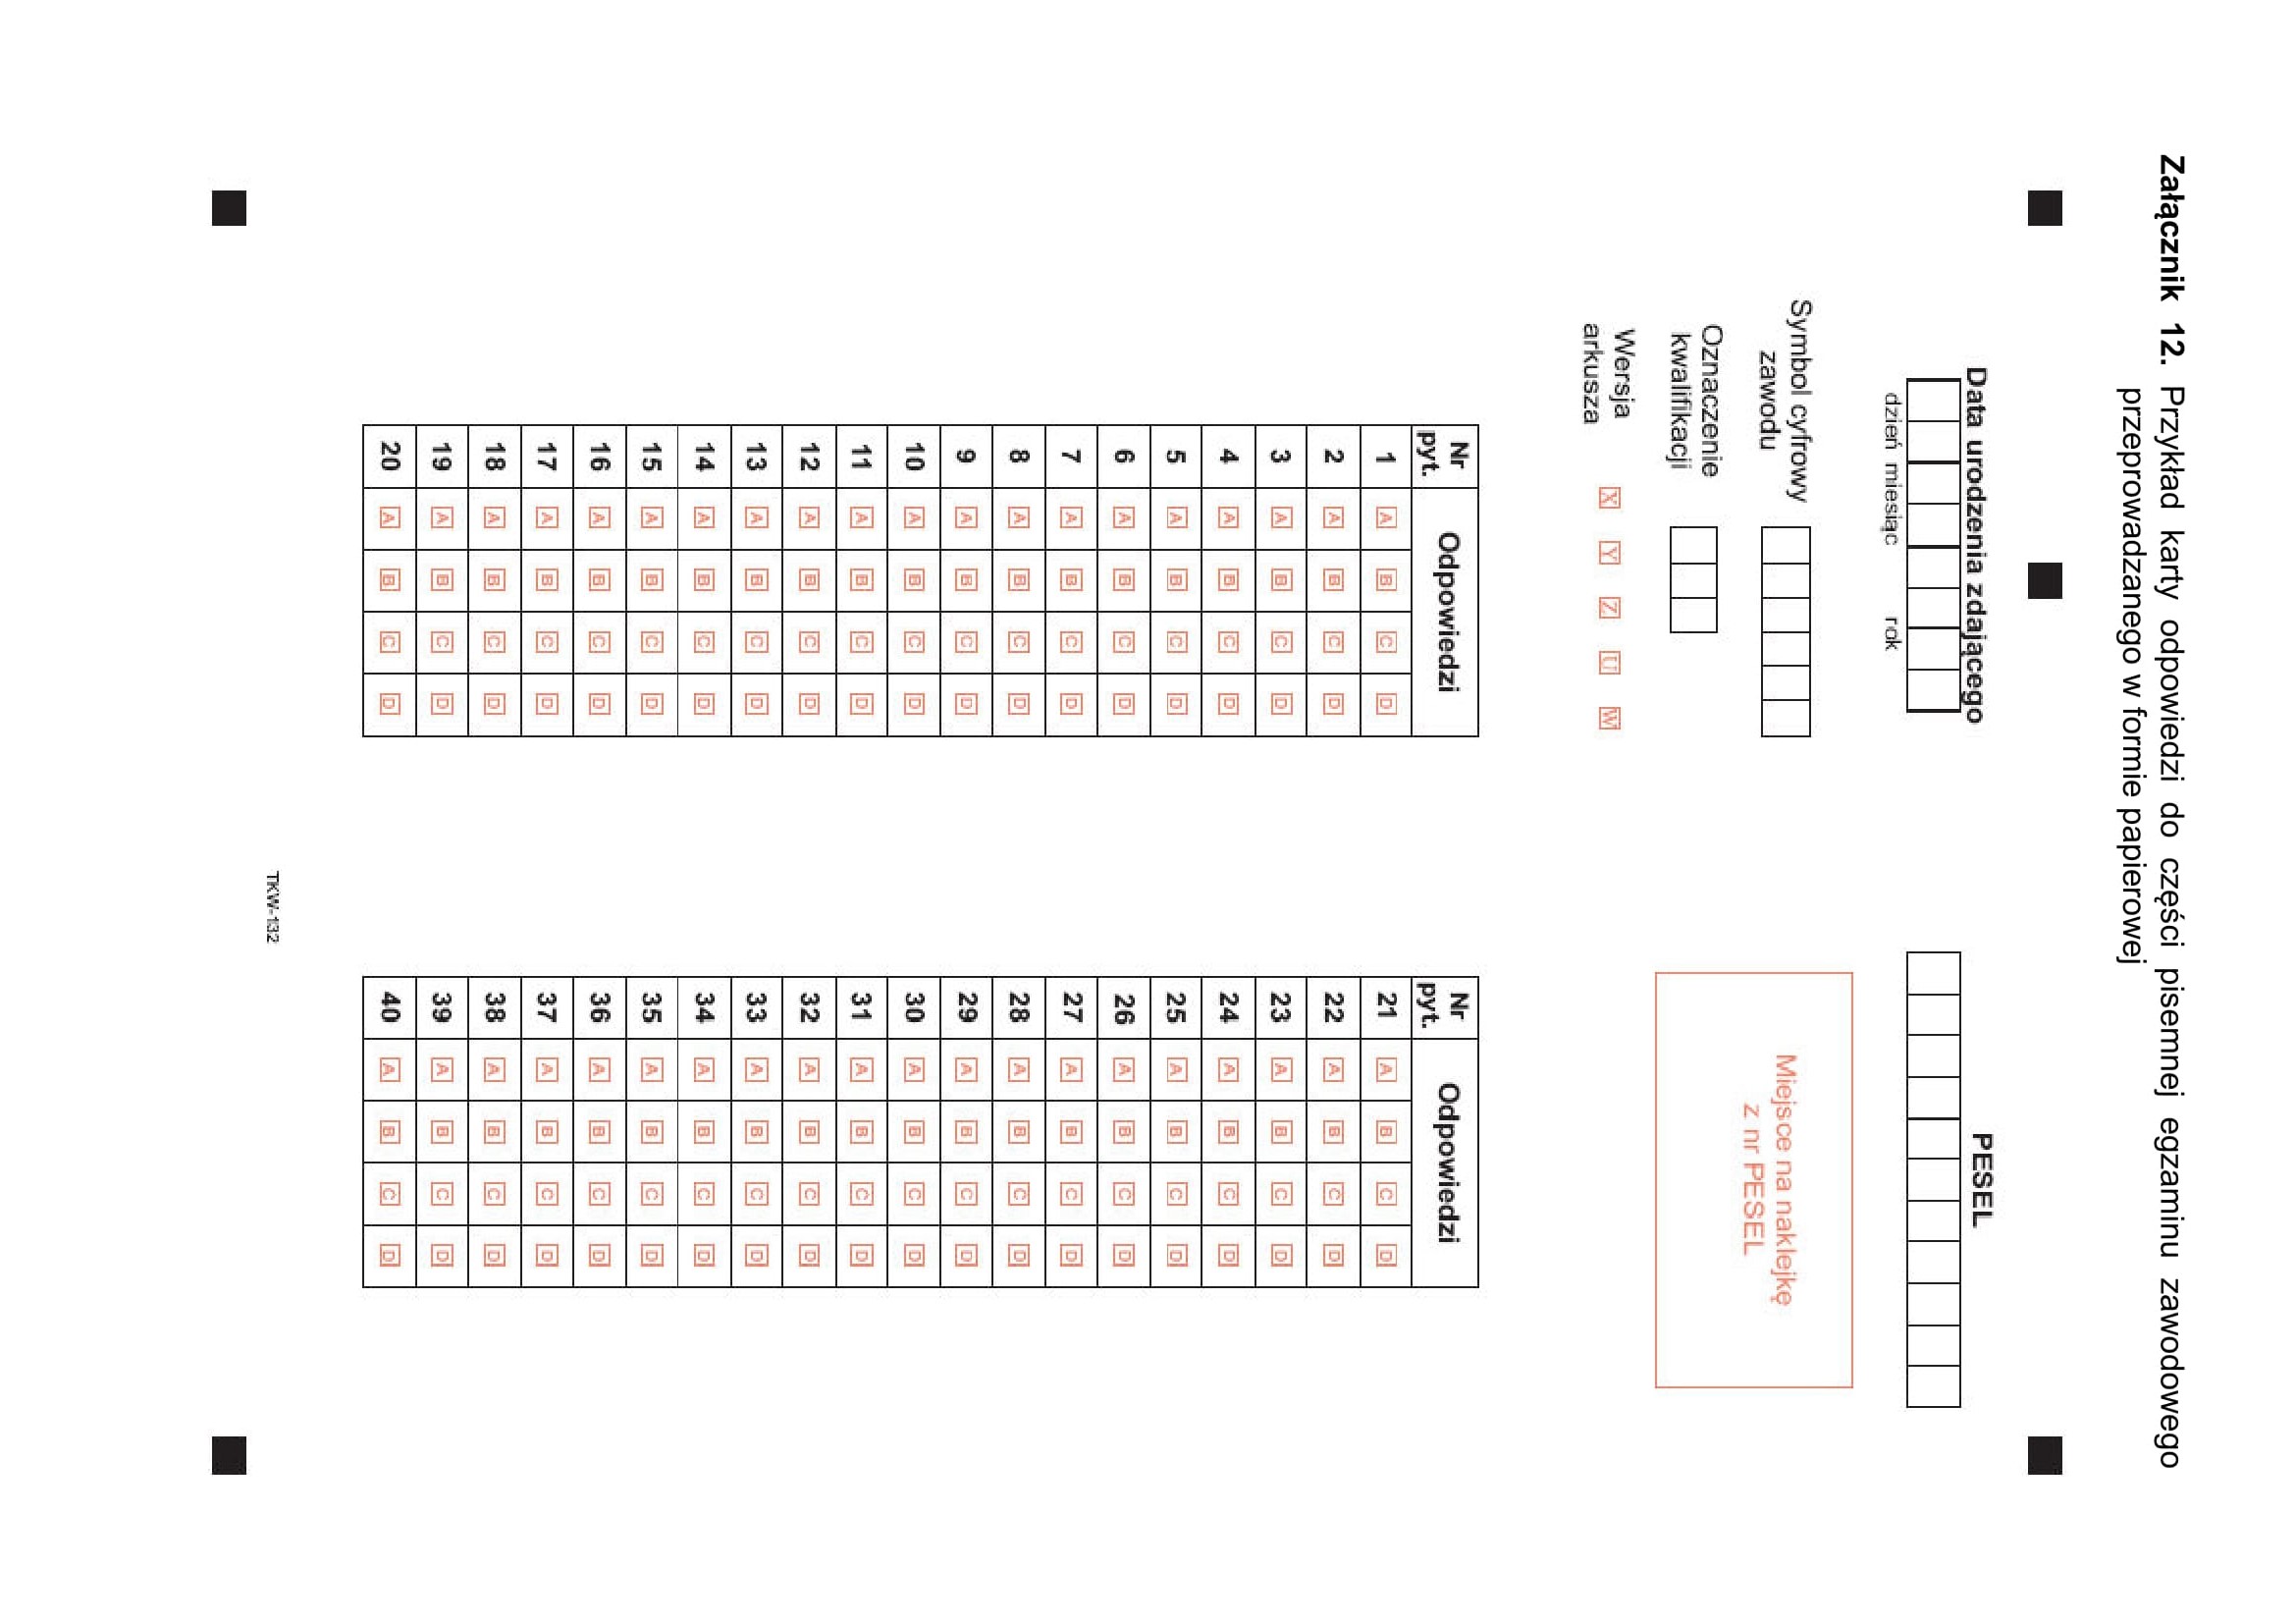 Załącznik 12. Przykład karty odpowiedzi do części pisemnej egzaminu zawodowego
przeprowadzanego w formie papierowej
Data urodzenia zdającego
dzień miesiąc rok
PESEL
Symbol cyfrowy
zawodu
Oznaczenie
kwalifikacji
Wersja
arkusza
X Y Z U W
Miejsce na naklejkę
z nr PESEL
Nr
pyt.
Odpowiedzi
1 A B C D
2 A B C D
3 A B C D
4 A B C D
5 A B C D
6 A B C D
7 A B C D
8 A B C D
9 A B C D
10 A B C D
11 A B C D
12 A B C D
13 A B C D
14 A B C D
15 A B C D
16 A B C D
17 A B C D
18 A B C D
19 A B C D
20 A B C D
Nr
pyt.
Odpowiedzi
21 A B C D
22 A B C D
23 A B C D
24 A B C D
25 A B C D
26 A B C D
27 A B C D
28 A B C D
29 A B C D
30 A B C D
31 A B C D
32 A B C D
33 A B C D
34 A B C D
35 A B C D
36 A B C D
37 A B C D
38 A B C D
39 A B C D
40 A B C D
TKW-132